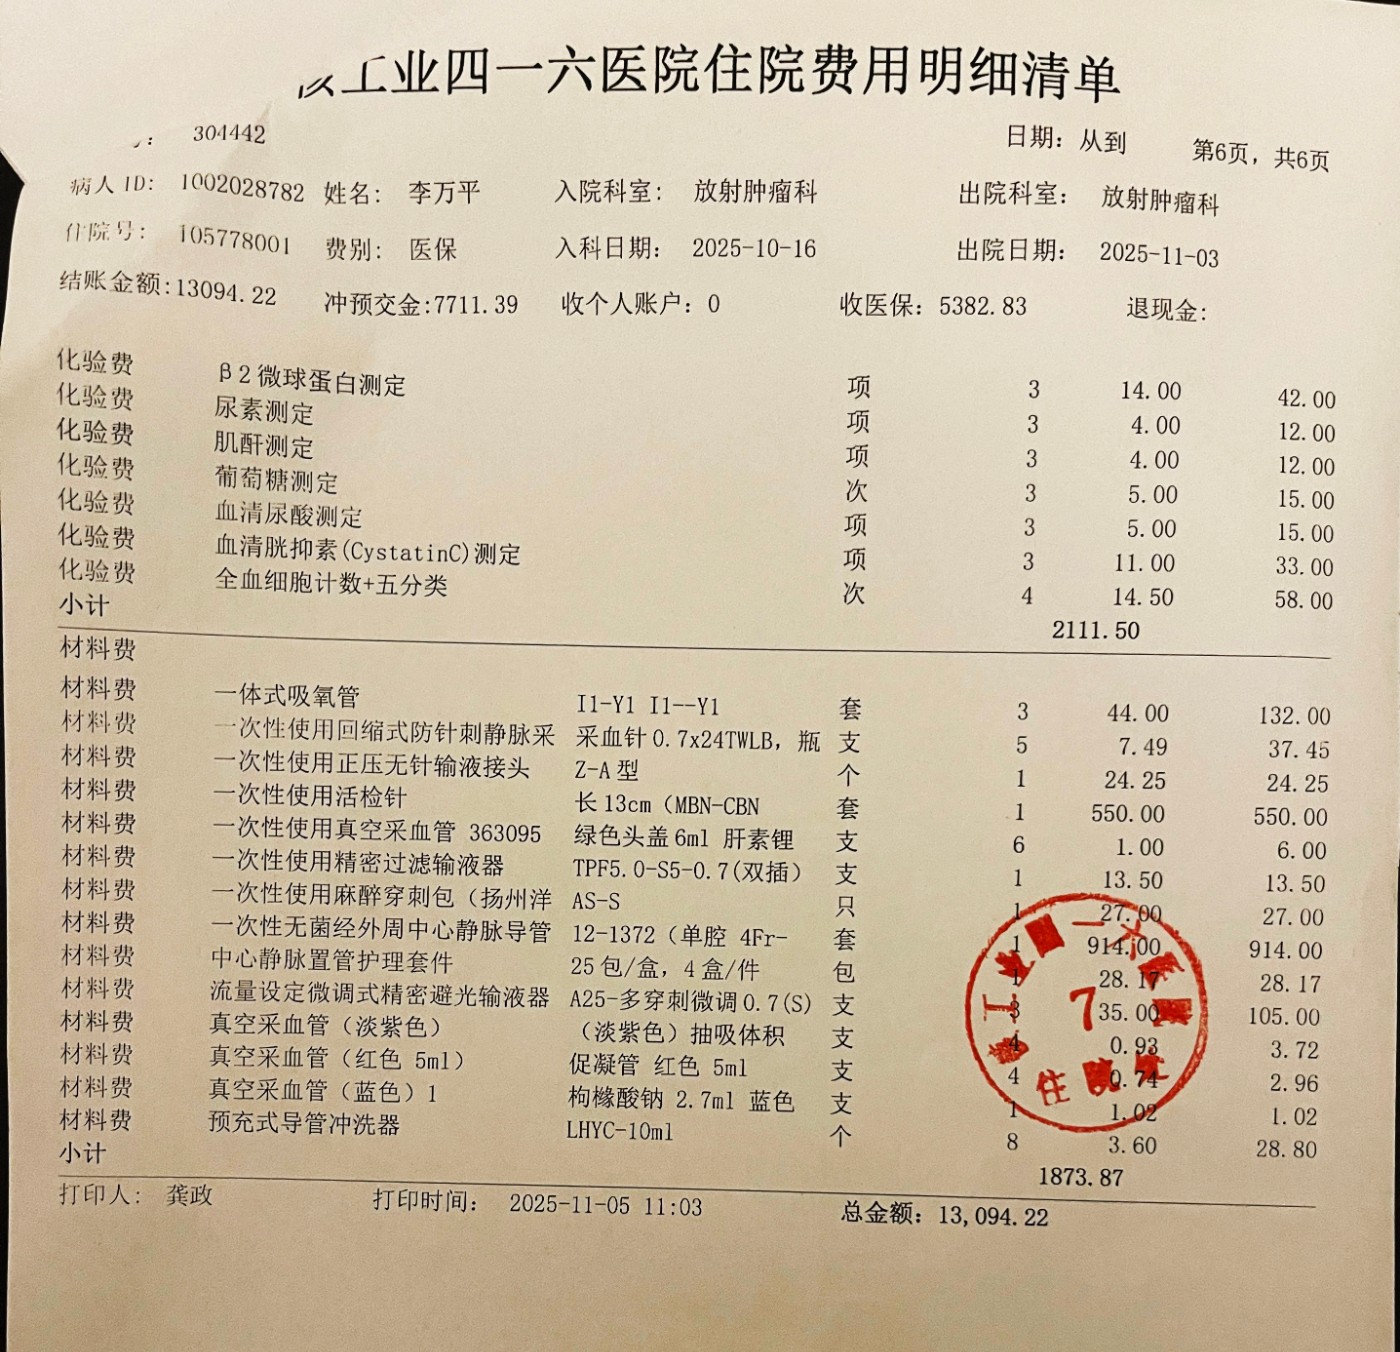 工业四一六医院住院费用明细清单
: 304442 日期: 从到 第6页, 共6页
病人 ID: 1002028782 姓名: 李万平 入院科室: 放射肿瘤科 出院科室: 放射肿瘤科
住院号: 105778001 费别: 医保 入科日期: 2025-10-16 出院日期: 2025-11-03
结账金额:13094.22 冲预交金:7711.39 收个人账户: 0 收医保: 5382.83 退现金:
化验费 β2微球蛋白测定 项 3 14.00 42.00
化验费 尿素测定 项 3 4.00 12.00
化验费 肌酐测定 项 3 4.00 12.00
化验费 葡萄糖测定 次 3 5.00 15.00
化验费 血清尿酸测定 项 3 5.00 15.00
化验费 血清胱抑素(CystatinC)测定 项 3 11.00 33.00
化验费 全血细胞计数+五分类 次 4 14.50 58.00
小计 2111.50
材料费
材料费 一体式吸氧管 I1-Y1 I1--Y1 套 3 44.00 132.00
材料费 一次性使用回缩式防针刺静脉采 采血针0.7x24TWLB, 瓶 支 5 7.49 37.45
材料费 一次性使用正压无针输液接头 Z-A型 个 1 24.25 24.25
材料费 一次性使用活检针 长13cm (MBN-CBN 套 1 550.00 550.00
材料费 一次性使用真空采血管 363095 绿色头盖6ml 肝素锂 支 6 1.00 6.00
材料费 一次性使用精密过滤输液器 TPF5.0-S5-0.7(双插) 支 1 13.50 13.50
材料费 一次性使用麻醉穿刺包（扬州洋 AS-S 只 1 27.00 27.00
材料费 一次性无菌经外周中心静脉导管 12-1372（单腔 4Fr- 套 1 914.00 914.00
材料费 中心静脉置管护理套件 25包/盒, 4盒/件 包 1 28.17 28.17
材料费 流量设定微调式精密避光输液器 A25-多穿刺微调0.7(S) 支 3 35.00 105.00
材料费 真空采血管（淡紫色） （淡紫色）抽吸体积 支 4 0.93 3.72
材料费 真空采血管（红色 5ml） 促凝管 红色 5ml 支 4 0.74 2.96
材料费 真空采血管（蓝色）1 枸橼酸钠 2.7ml 蓝色 支 1 1.02 1.02
材料费 预充式导管冲洗器 LHYC-10ml 个 8 3.60 28.80
小计 1873.87
打印人: 龚政 打印时间: 2025-11-05 11:03 总金额: 13,094.22
工业 一六
7
住院